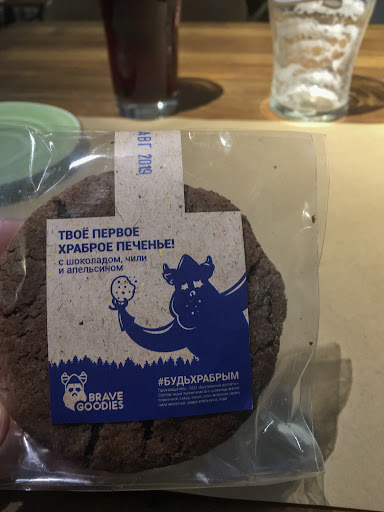 АВГ 2019
ТВОЁ ПЕРВОЕ
ХРАБРОЕ ПЕЧЕНЬЕ!
с шоколадом, чили
и апельсином
#БУДЬХРАБРЫМ
BRAVE
GOODIES